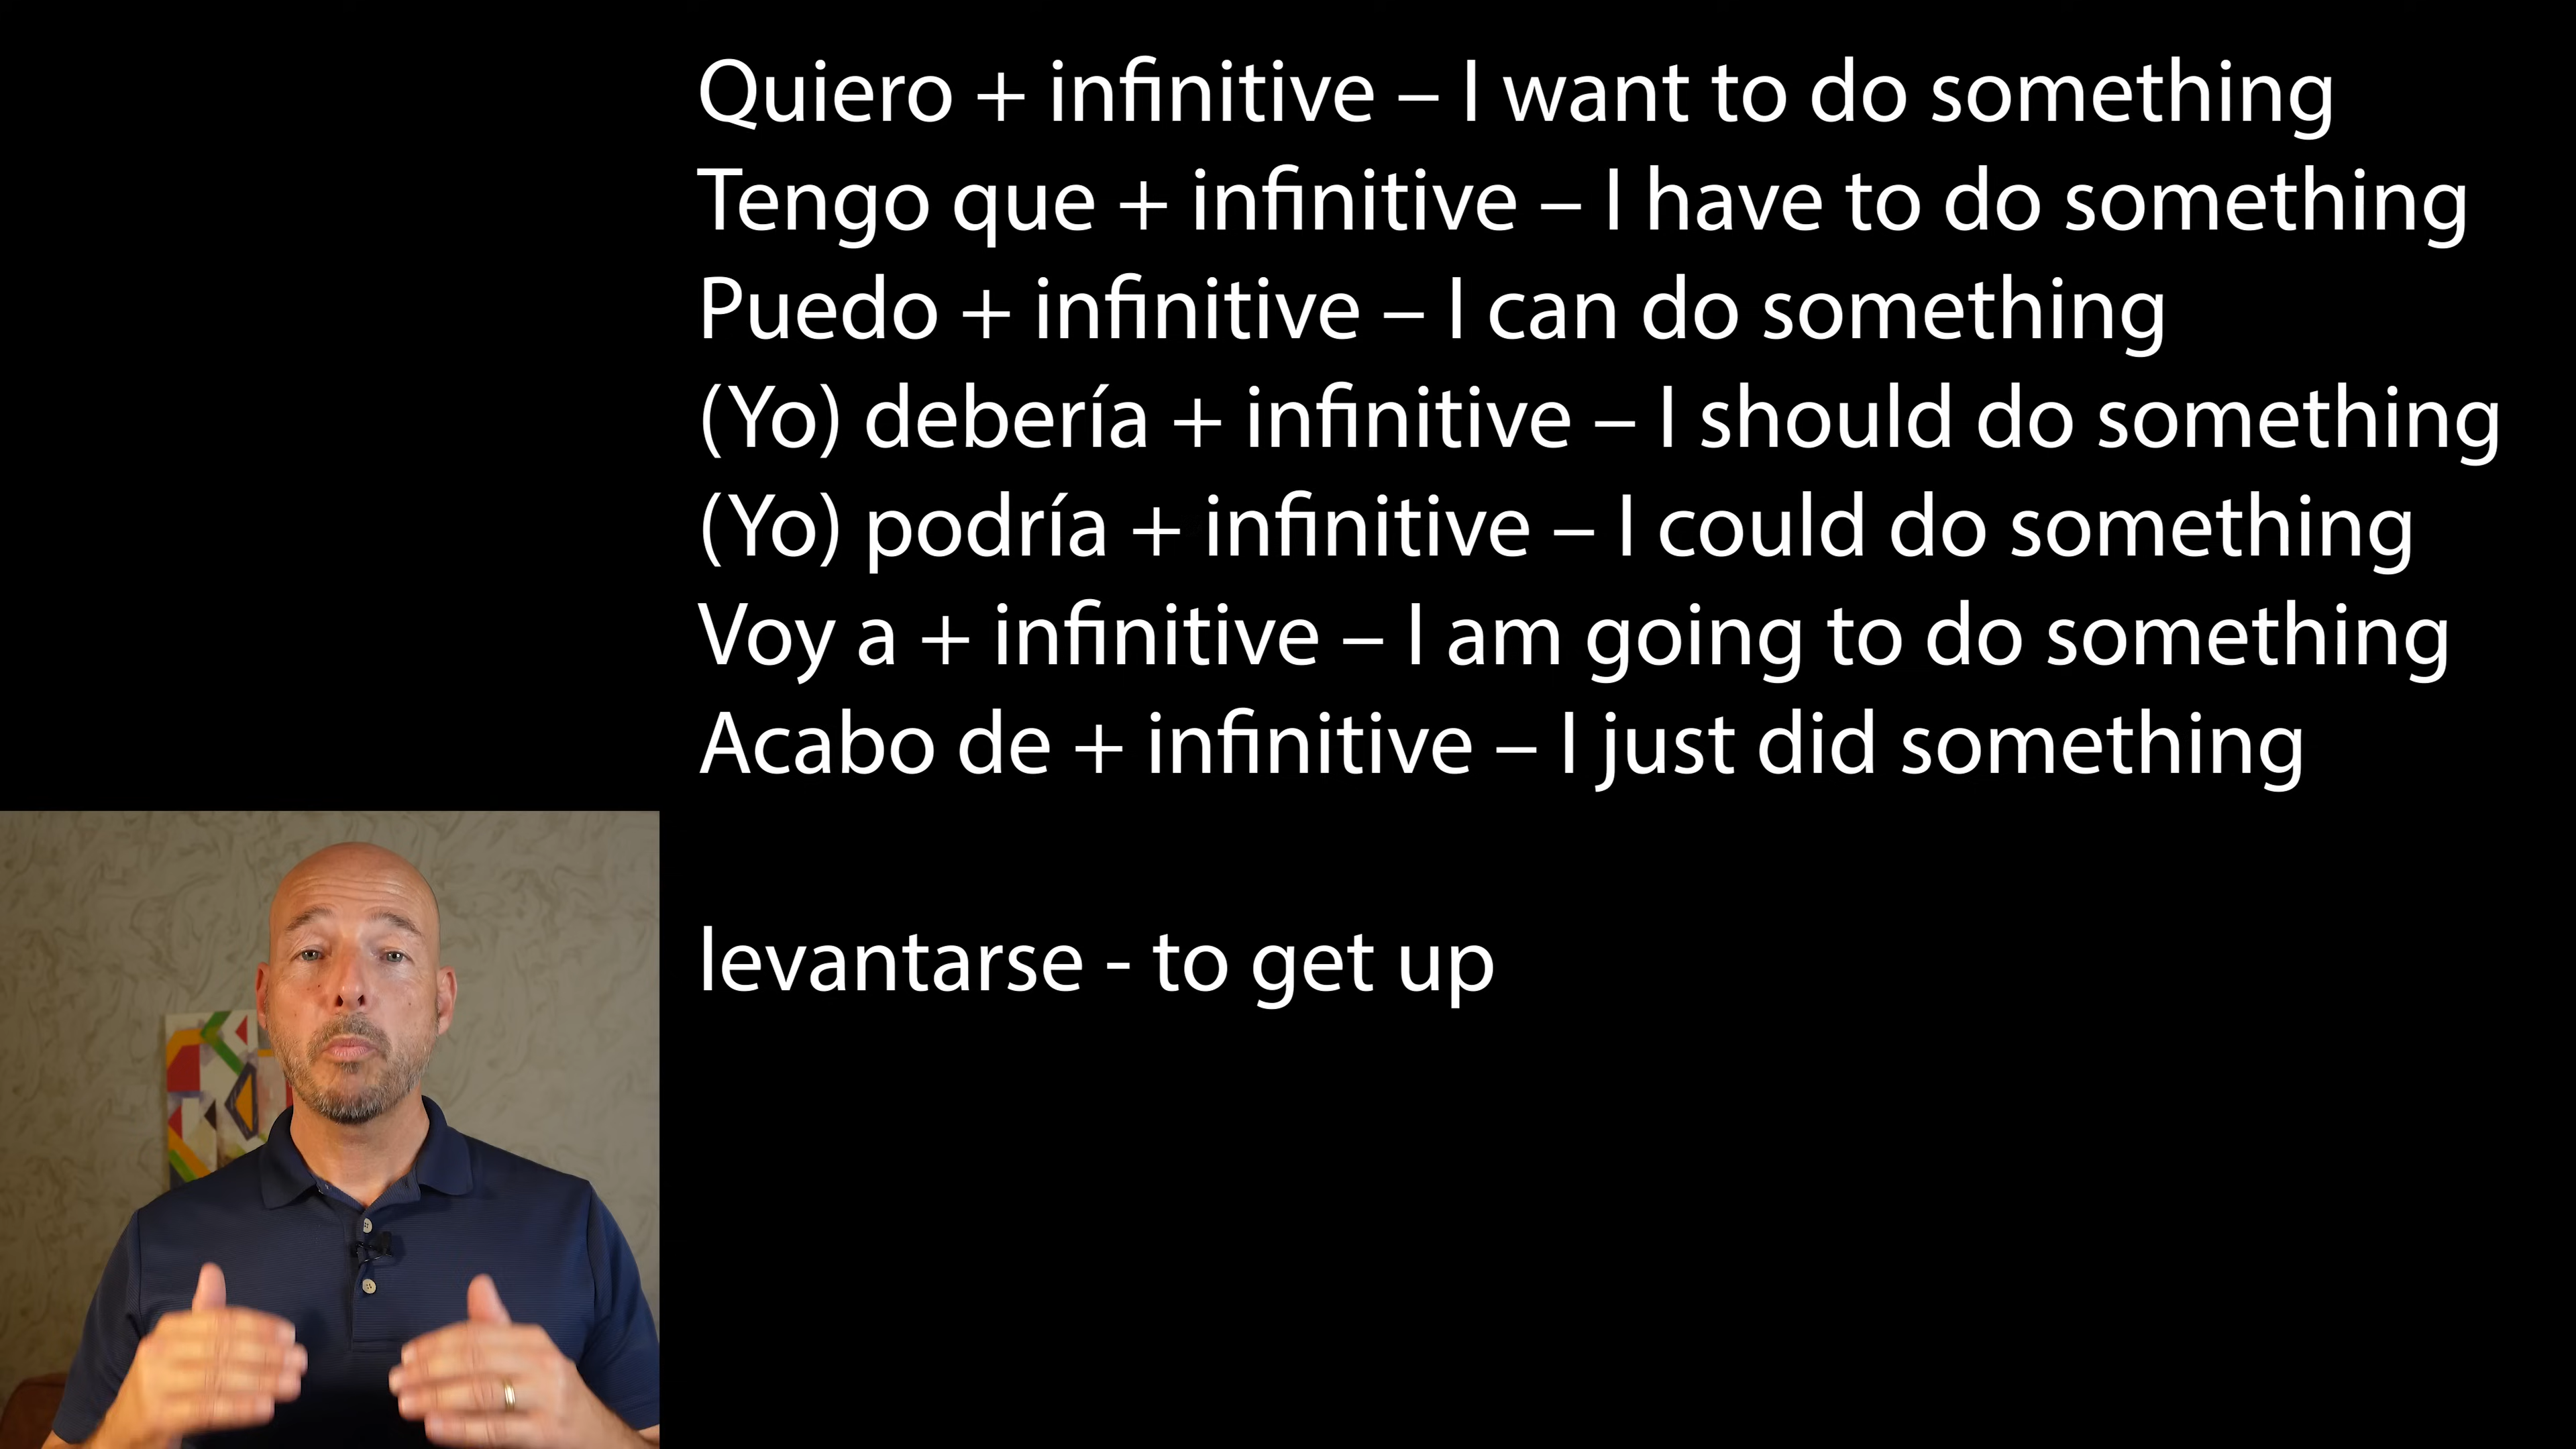 Quiero + infinitive – I want to do something
Tengo que + infinitive – I have to do something
Puedo + infinitive – I can do something
(Yo) debería + infinitive – I should do something
(Yo) podría + infinitive – I could do something
Voy a + infinitive – I am going to do something
Acabo de + infinitive – I just did something
levantarse - to get up